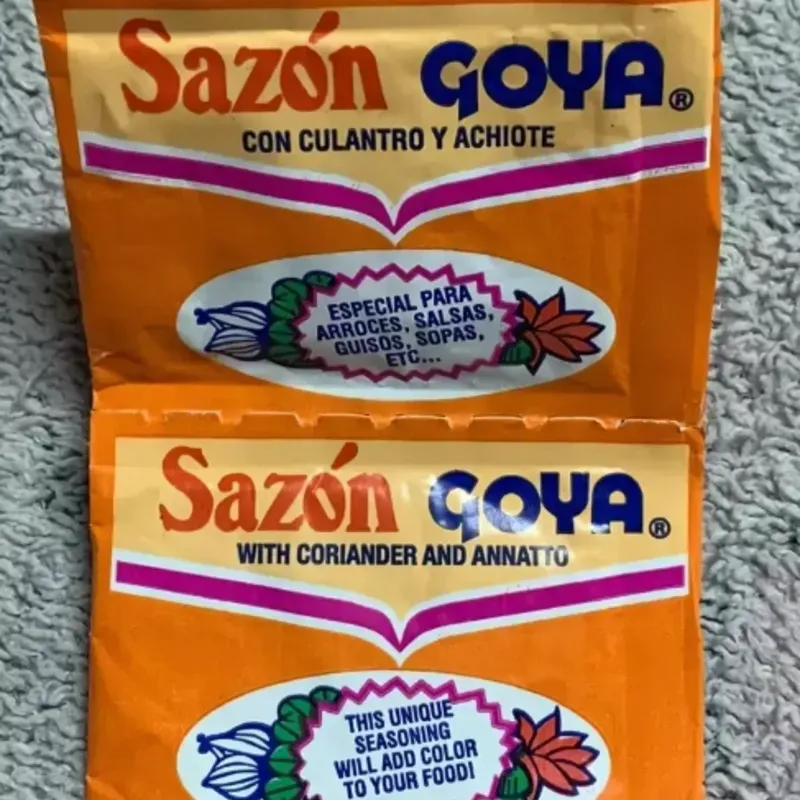 Sazón GOYA®
CON CULANTRO Y ACHIOTE
ESPECIAL PARA
ARROCES, SALSAS,
GUISOS, SOPAS,
ETC...
Sazón GOYA®
WITH CORIANDER AND ANNATTO
THIS UNIQUE
SEASONING
WILL ADD COLOR
TO YOUR FOOD!